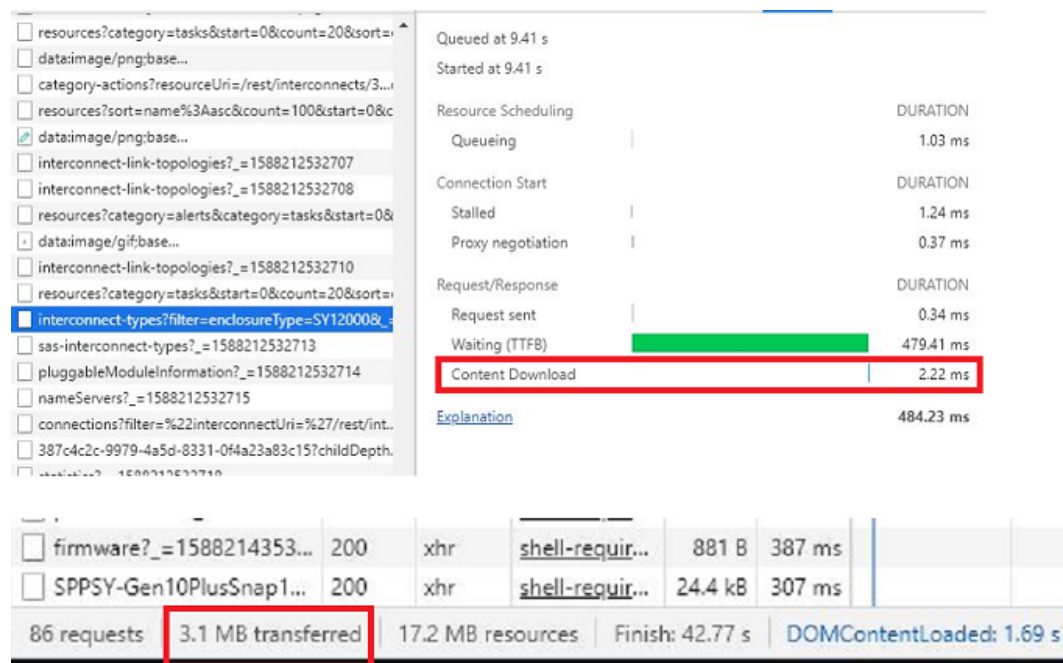 resources?category=tasks&start=0&count=20&sort=
data:image/png;base...
category-actions?resourceUri=/rest/interconnects/3...
resources?sort=name%3Aasc&count=100&start=0&c
data:image/png;base...
interconnect-link-topologies?_=1588212532707
interconnect-link-topologies?_=1588212532708
resources?category=alerts&category=tasks&start=0&
data:image/gif;base...
interconnect-link-topologies?_=1588212532710
resources?category=tasks&start=0&count=20&sort=
interconnect-types?filter=enclosureType=SY12000&_=
sas-interconnect-types?_=1588212532713
pluggableModuleInformation?_=1588212532714
nameServers?_=1588212532715
connections?filter=%22interconnectUri=%27/rest/int..
387c4c2c-9979-4a5d-8331-0f4a23a83c15?childDepth.
Queued at 9.41 s
Started at 9.41 s
Resource Scheduling DURATION
Queueing 1.03 ms
Connection Start DURATION
Stalled 1.24 ms
Proxy negotiation 0.37 ms
Request/Response DURATION
Request sent 0.34 ms
Waiting (TTFB) 479.41 ms
Content Download 2.22 ms
Explanation 484.23 ms
firmware?_=1588214353... 200 xhr shell-requir... 881 B 387 ms
SPPSY-Gen10PlusSnap1... 200 xhr shell-requir... 24.4 kB 307 ms
86 requests 3.1 MB transferred 17.2 MB resources Finish: 42.77 s DOMContentLoaded: 1.69 s